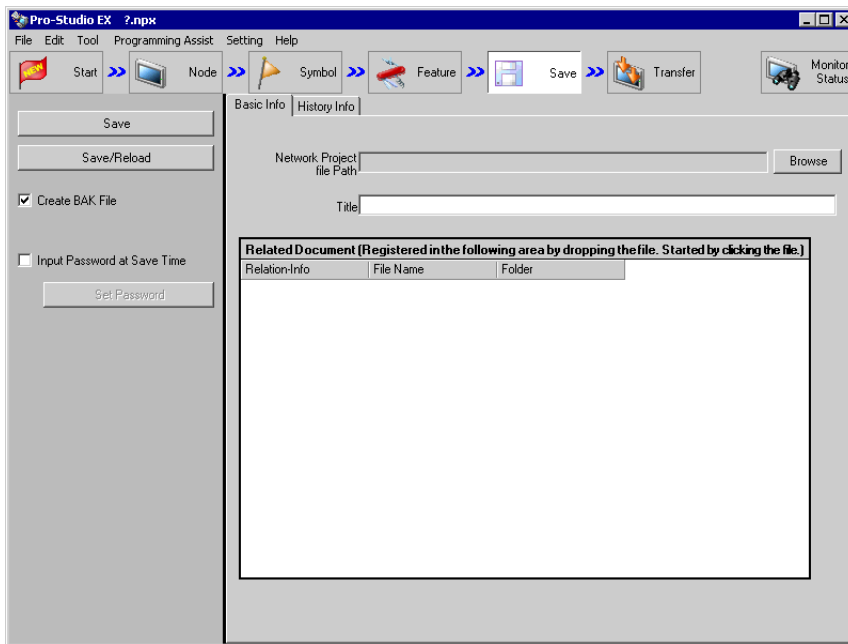 Pro-Studio EX ?.npx
File Edit Tool Programming Assist Setting Help
NEW Start Node Symbol Feature Save Transfer Monitor Status
Basic Info History Info
Save
Save/Reload
Create BAK File
Input Password at Save Time
Set Password
Network Project
file Path
Browse
Title
Related Document (Registered in the following area by dropping the file. Started by clicking the file.)
Relation-Info File Name Folder